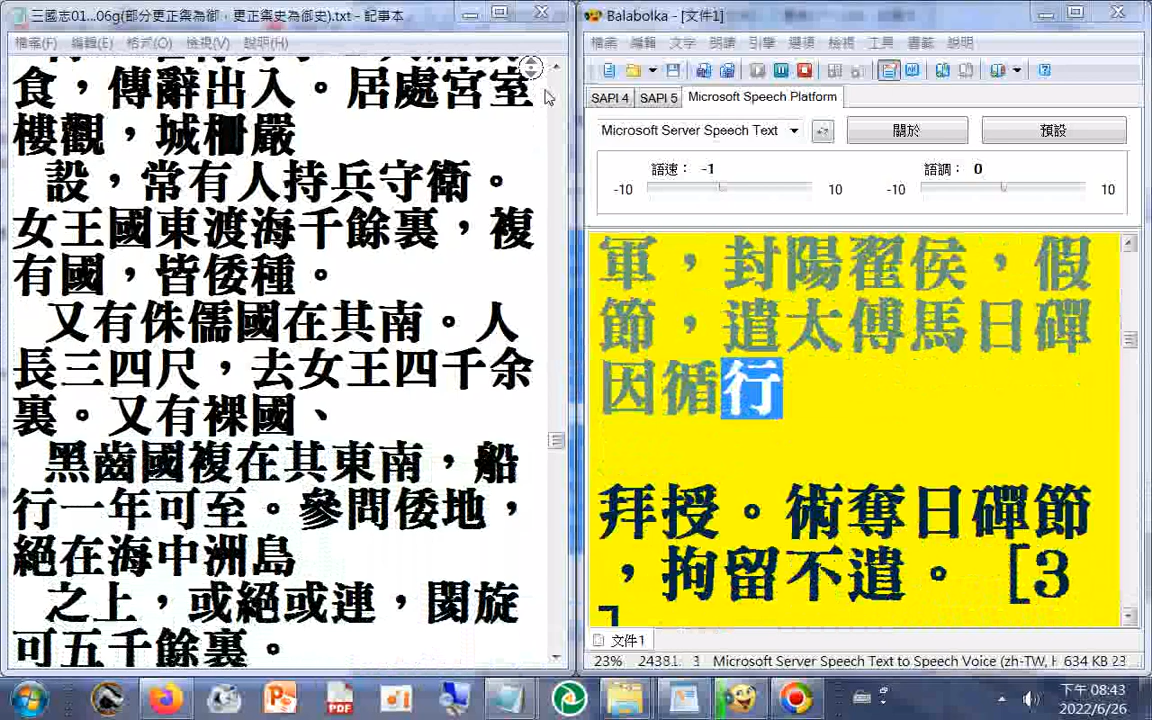 三國志01...06g(部分更正禦為御，更正禦史為御史).txt - 記事本
檔案(F) 編輯(E) 格式(O) 檢視(V) 說明(H)
食，傳辭出入。居處宮室
樓觀，城柵嚴
設，常有人持兵守衛。
女王國東渡海千餘裏，複
有國，皆倭種。
又有侏儒國在其南。人
長三四尺，去女王四千余
裏。又有裸國、
黑齒國複在其東南，船
行一年可至。參問倭地，
絕在海中洲島
之上，或絕或連，閔旋
可五千餘裏。
Balabolka - [文件1]
檔案 編輯 文字 朗讀 引擎 選項 檢視 工具 書籤 說明
SAPI 4 SAPI 5 Microsoft Speech Platform
Microsoft Server Speech Text 關於 預設
語速： -1 語調： 0
-10 10 -10 10
軍，封陽翟侯，假
節，遣太傅馬日磾
因循行
拜授。術奪日磾節
，拘留不遣。 [3
]
文件1
23% 24381. 3 Microsoft Server Speech Text to Speech Voice (zh-TW, H 634 KB 23
PDF
下午 08:43
2022/6/26